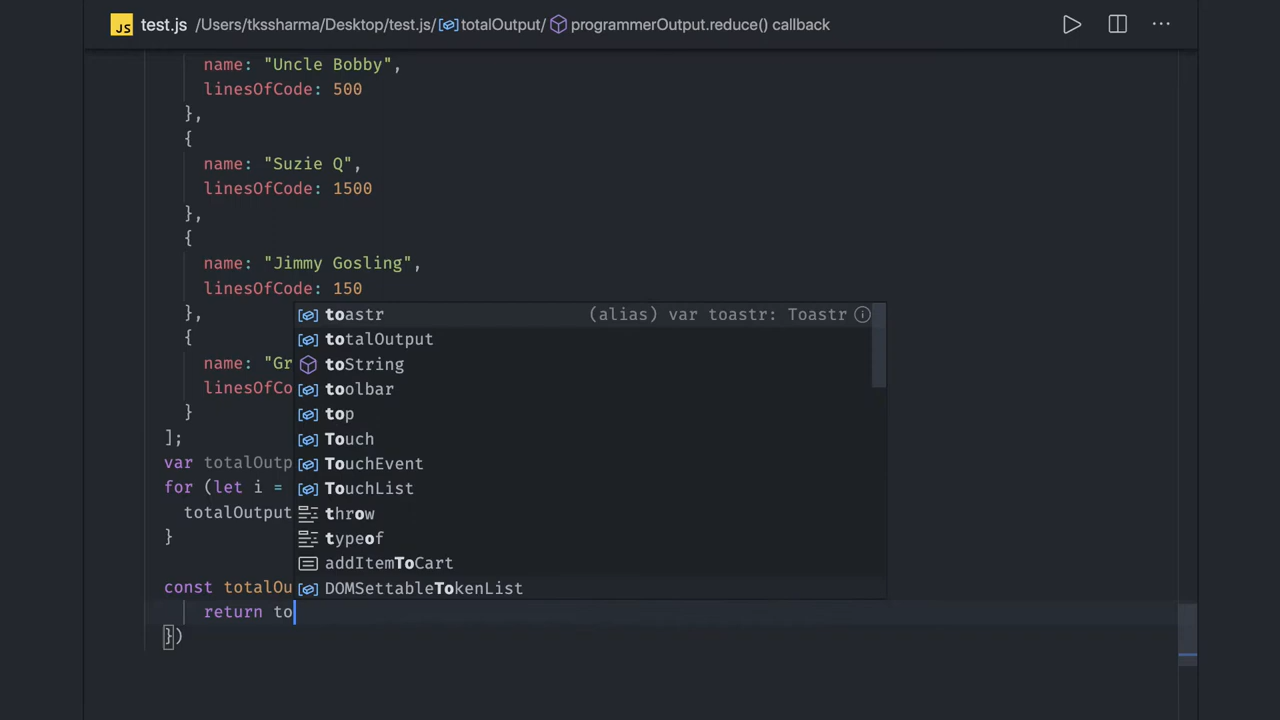 JS test.js /Users/tkssharma/Desktop/test.js/ totalOutput/ programmerOutput.reduce() callback
name: "Uncle Bobby",
linesOfCode: 500
},
{
name: "Suzie Q",
linesOfCode: 1500
},
{
name: "Jimmy Gosling",
linesOfCode: 150
},
{
name: "Gr
linesOfCo
}
];
var totalOutp
for (let i =
totalOutput
}
const totalOu
return to
})
toastr (alias) var toastr: Toastr
totalOutput
toString
toolbar
top
Touch
TouchEvent
TouchList
throw
typeof
addItemToCart
DOMSettableTokenList